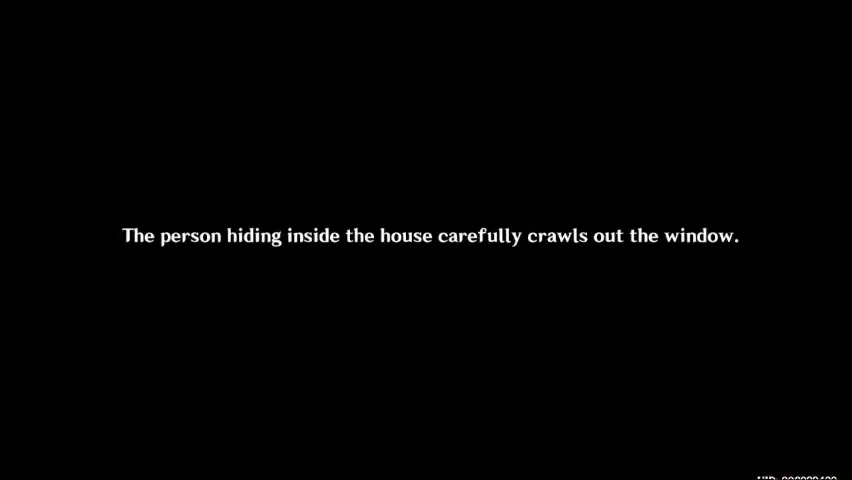 The person hiding inside the house carefully crawls out the window.